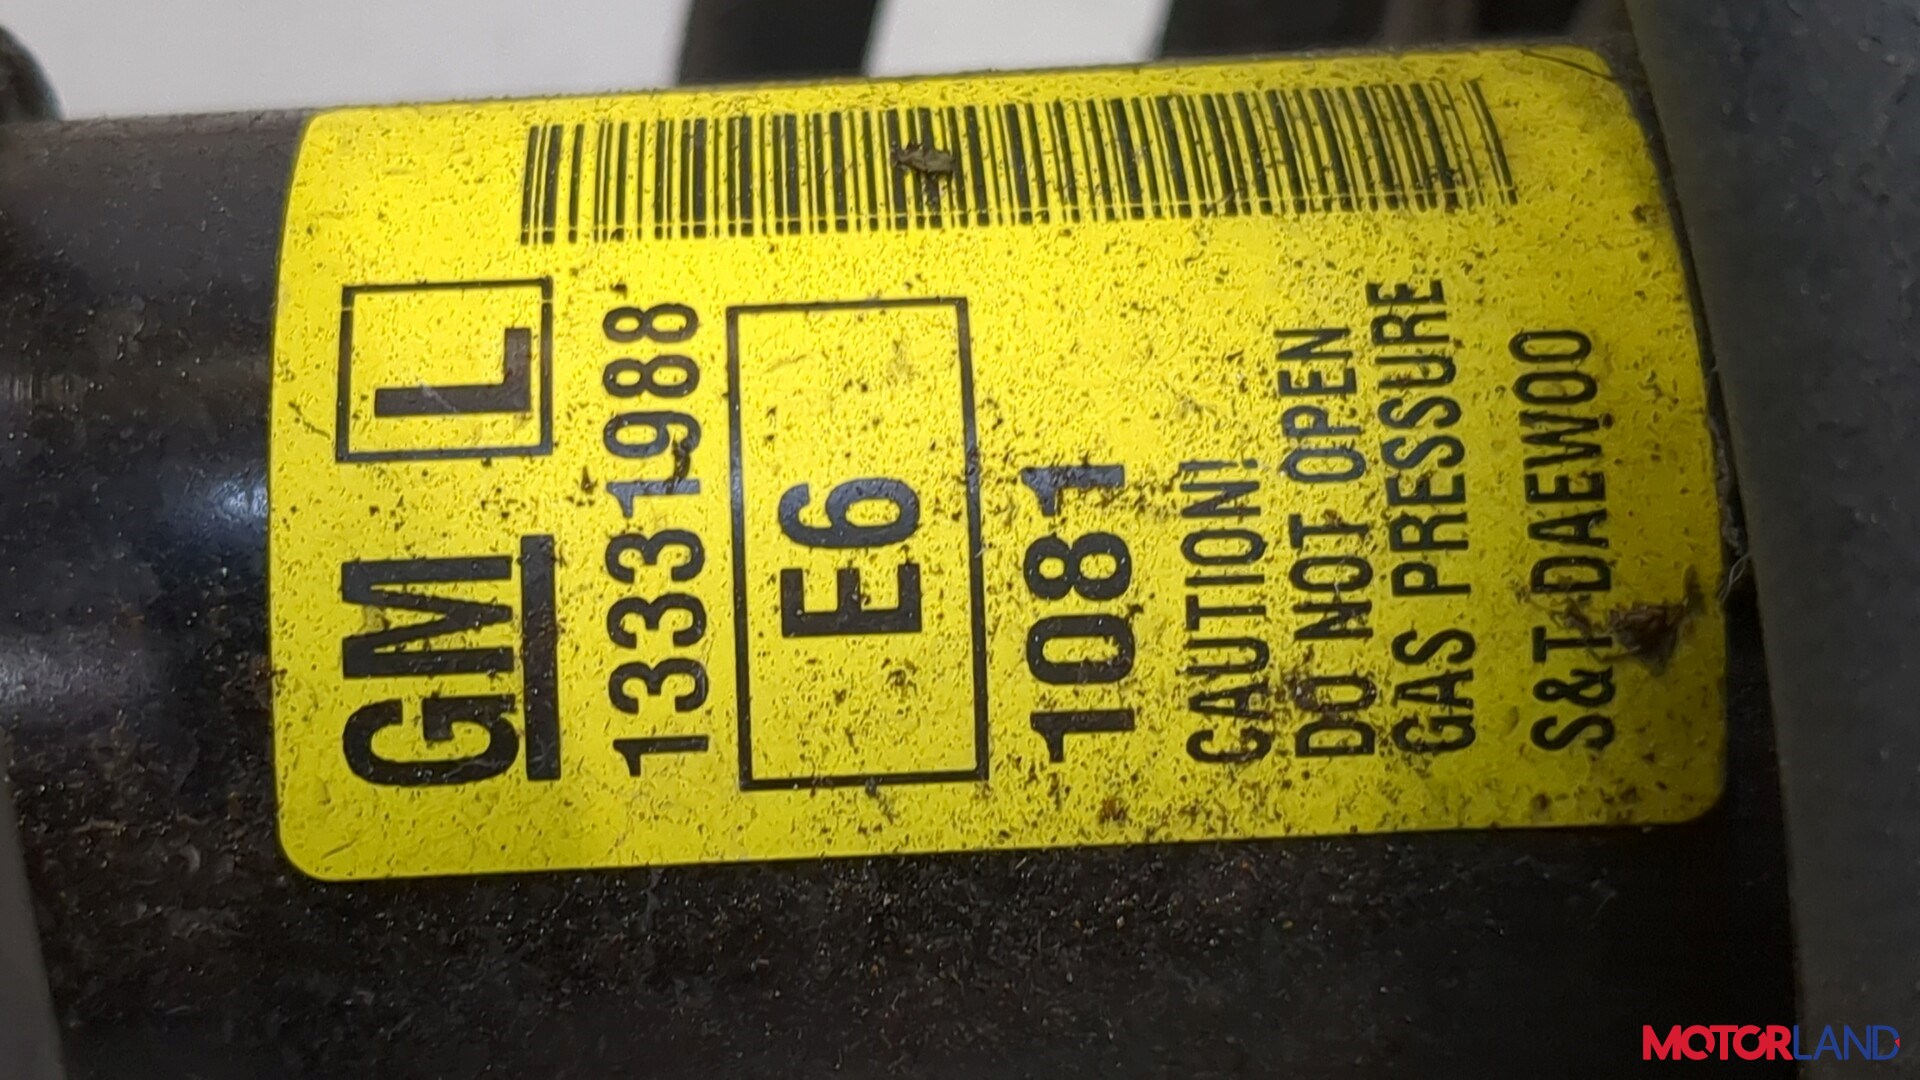 GM L
13331988
E6
1081
CAUTION!
DO NOT OPEN
GAS PRESSURE
S&T DAEWOO
MOTORLAND